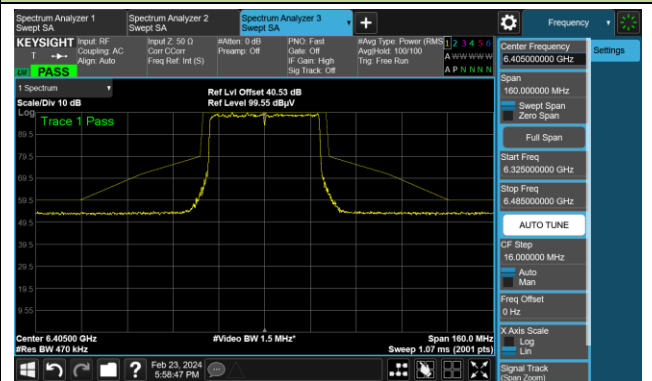 Spectrum Analyzer 1
Swept SA
Spectrum Analyzer 2
Swept SA
Spectrum Analyzer 3
Swept SA
Frequency
KEYSIGHT
T
PASS
Input: RF
Coupling: AC
Align: Auto
Input Z: 50 Ω
Corr CCorr
Freq Ref: Int (S)
#Atten: 0 dB
Preamp: Off
PNO: Fast
Gate: Off
IF Gain: High
Sig Track: Off
#Avg Type: Power (RMS
Avg|Hold: 100/100
Trig: Free Run
1 2 3 4 5 6
A W W W W W
A P N N N N
1 Spectrum
Scale/Div 10 dB
Ref Lvl Offset 40.53 dB
Ref Level 99.55 dBµV
Log
Trace 1 Pass
89.5
79.5
69.5
59.5
49.5
39.5
29.5
19.5
9.55
Center 6.40500 GHz
#Res BW 470 kHz
#Video BW 1.5 MHz*
Span 160.0 MHz
Sweep 1.07 ms (2001 pts)
Feb 23, 2024
5:58:47 PM
Settings
Center Frequency
6.405000000 GHz
Span
160.000000 MHz
Swept Span
Zero Span
Full Span
Start Freq
6.325000000 GHz
Stop Freq
6.485000000 GHz
AUTO TUNE
CF Step
16.000000 MHz
Auto
Man
Freq Offset
0 Hz
X Axis Scale
Log
Lin
Signal Track
(Span Zoom)